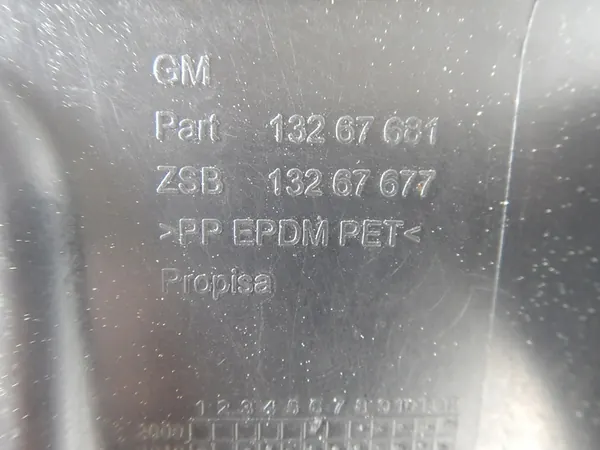 GM
Part 132 67 681
ZSB 132 67 677
>PP EPDM PET<
Propisa
1 2 3 4 5 6 7 8 9 10 11 12